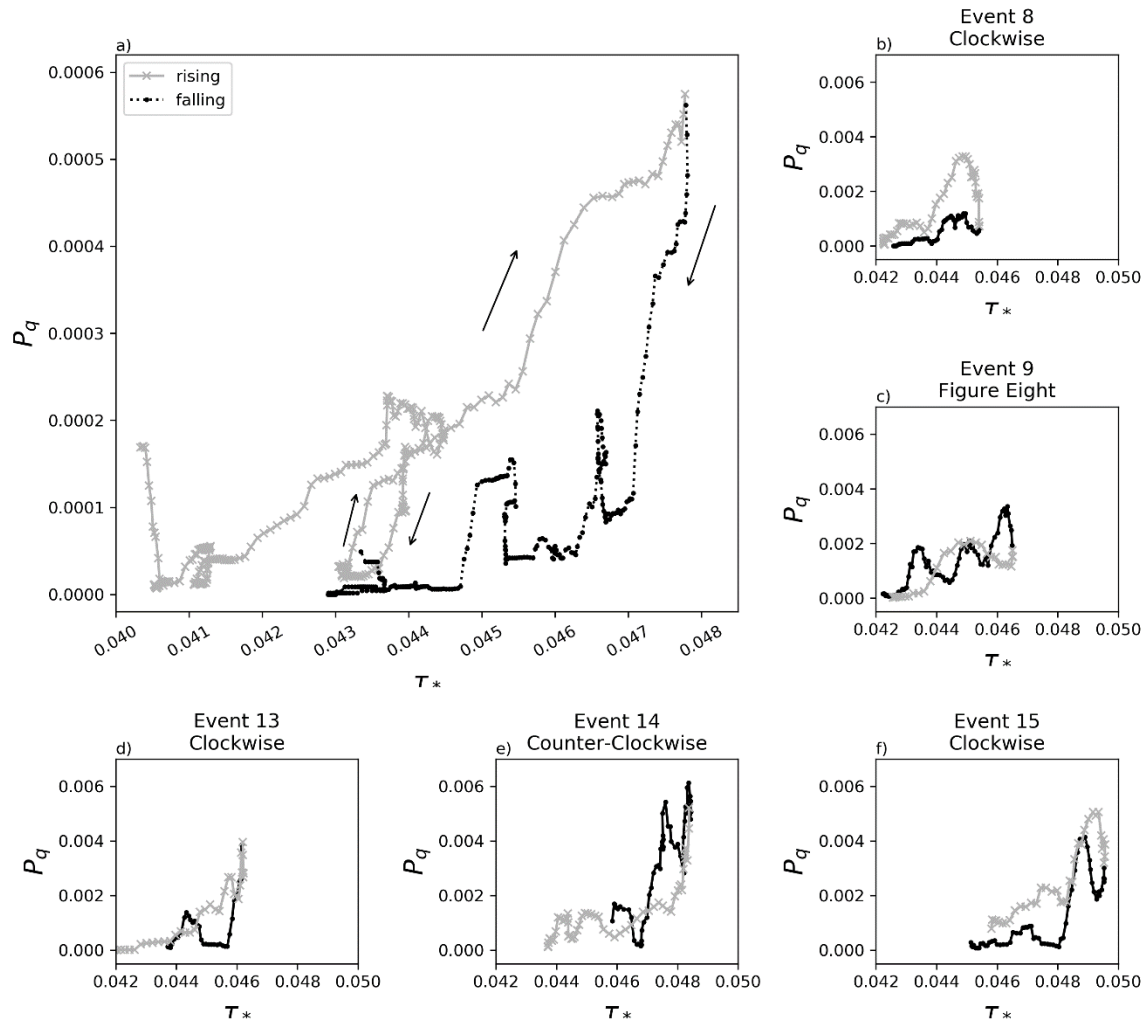 a)
rising
falling
0.0006
0.0005
0.0004
0.0003
0.0002
0.0001
0.0000
P_q
0.040 0.041 0.042 0.043 0.044 0.045 0.046 0.047 0.048
τ*
Event 8
Clockwise
b)
0.006
0.004
0.002
0.000
P_q
0.042 0.044 0.046 0.048 0.050
τ*
Event 9
Figure Eight
c)
0.006
0.004
0.002
0.000
P_q
0.042 0.044 0.046 0.048 0.050
τ*
Event 13
Clockwise
d)
0.006
0.004
0.002
0.000
P_q
0.042 0.044 0.046 0.048 0.050
τ*
Event 14
Counter-Clockwise
e)
0.006
0.004
0.002
0.000
P_q
0.042 0.044 0.046 0.048 0.050
τ*
Event 15
Clockwise
f)
0.006
0.004
0.002
0.000
P_q
0.042 0.044 0.046 0.048 0.050
τ*